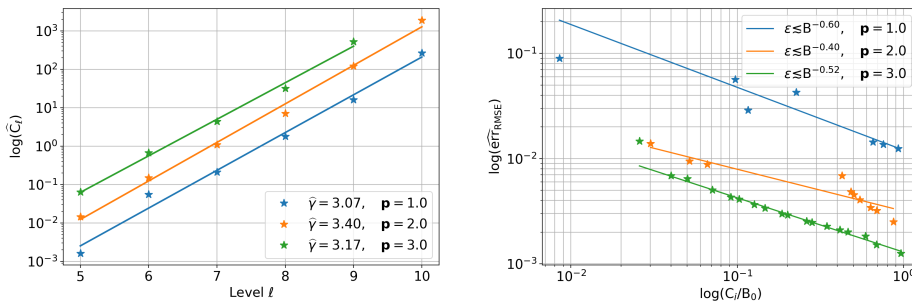 log(Ĉℓ)
10³
10²
10¹
10⁰
10⁻¹
10⁻²
10⁻³
γ̂ = 3.07, p = 1.0
γ̂ = 3.40, p = 2.0
γ̂ = 3.17, p = 3.0
5 6 7 8 9 10
Level ℓ
log(êrr_RMSE)
10⁻¹
10⁻²
10⁻³
ε≲B⁻⁰·⁶⁰, p = 1.0
ε≲B⁻⁰·⁴⁰, p = 2.0
ε≲B⁻⁰·⁵², p = 3.0
10⁻² 10⁻¹ 10⁰
log(Cᵢ/B₀)